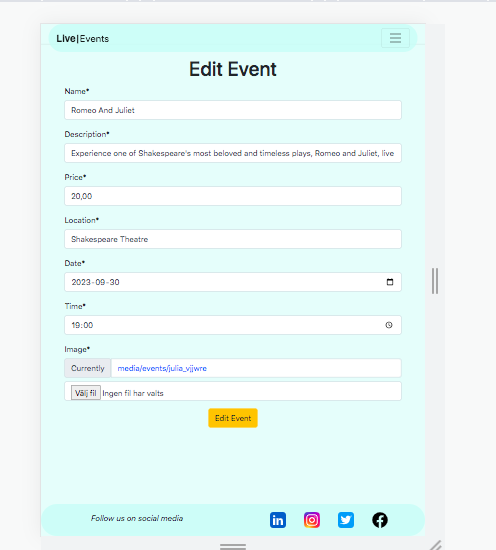 Live|Events
Edit Event
Name*
Romeo And Juliet
Description*
Experience one of Shakespeare's most beloved and timeless plays, Romeo and Juliet, live
Price*
20,00
Location*
Shakespeare Theatre
Date*
2023-09-30
Time*
19:00
Image*
Currently media/events/julia_vjjwre
Välj fil Ingen fil har valts
Edit Event
Follow us on social media